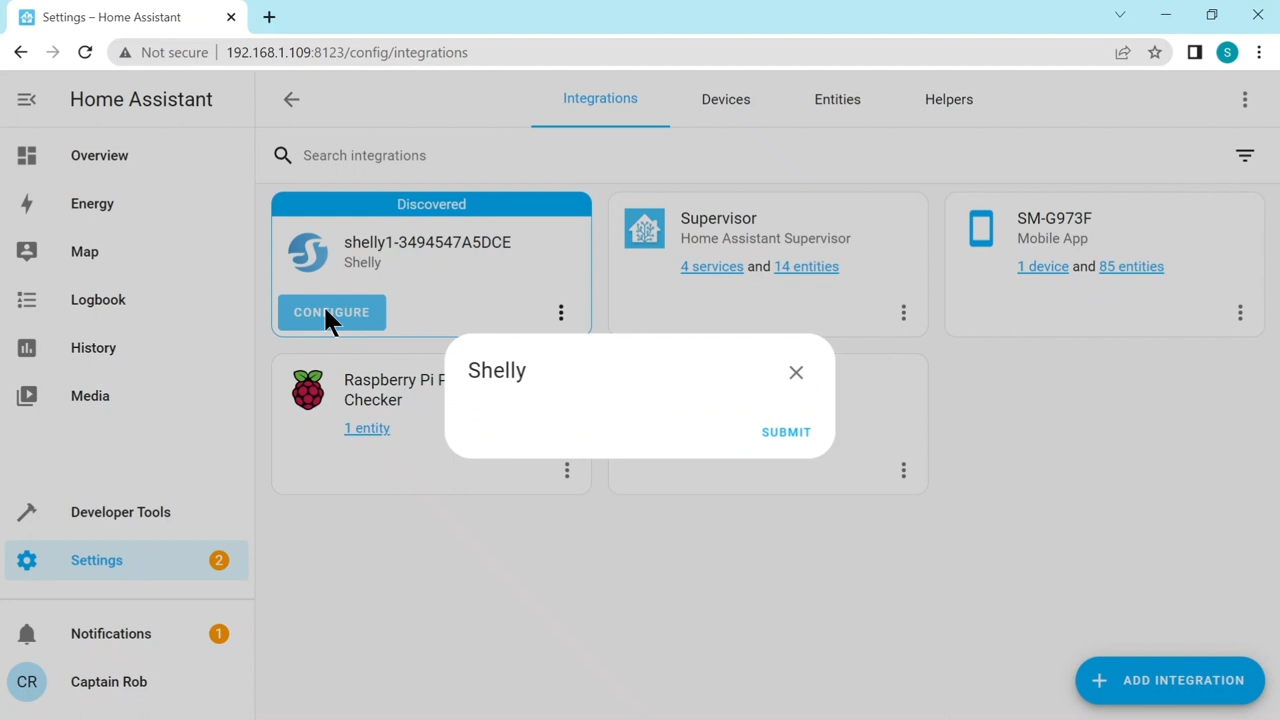 Settings – Home Assistant
Not secure
192.168.1.109:8123/config/integrations
S
Home Assistant
Integrations
Devices
Entities
Helpers
Overview
Search integrations
Energy
Map
Logbook
History
Media
Developer Tools
Settings
2
Notifications
1
CR
Captain Rob
Discovered
shelly1-3494547A5DCE
Shelly
CONFIGURE
Supervisor
Home Assistant Supervisor
4 services and 14 entities
SM-G973F
Mobile App
1 device and 85 entities
Raspberry Pi
Checker
1 entity
Shelly
SUBMIT
ADD INTEGRATION